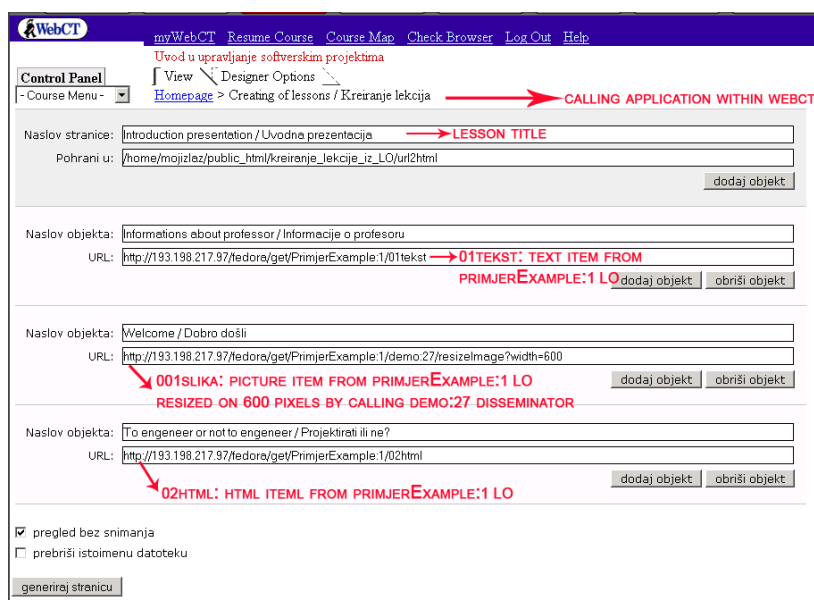 WebCT
myWebCT Resume Course Course Map Check Browser Log Out Help
Uvod u upravljanje softverskim projektima
Control Panel
View Designer Options
- Course Menu -
Homepage > Creating of lessons / Kreiranje lekcija
CALLING APPLICATION WITHIN WEBCT
Naslov stranice: Introduction presentation / Uvodna prezentacija
LESSON TITLE
Pohrani u: /home/mojizlaz/public_html/kreiranje_lekcije_iz_LO/url2html
dodaj objekt
Naslov objekta: Informations about professor / Informacije o profesoru
URL: http://193.198.217.97/fedora/get/PrimjerExample:1/01tekst
01TEKST: TEXT ITEM FROM
PRIMJEREXAMPLE:1 LO
dodaj objekt obriši objekt
Naslov objekta: Welcome / Dobro došli
URL: http://193.198.217.97/fedora/get/PrimjerExample:1/demo:27/resizeImage?width=600
001SLIKA: PICTURE ITEM FROM PRIMJEREXAMPLE:1 LO
RESIZED ON 600 PIXELS BY CALLING DEMO:27 DISSEMINATOR
dodaj objekt obriši objekt
Naslov objekta: To engeneer or not to engeneer / Projektirati ili ne?
URL: http://193.198.217.97/fedora/get/PrimjerExample:1/02html
02HTML: HTML ITEML FROM PRIMJEREXAMPLE:1 LO
dodaj objekt obriši objekt
pregled bez snimanja
prebriši istoimenu datoteku
generiraj stranicu